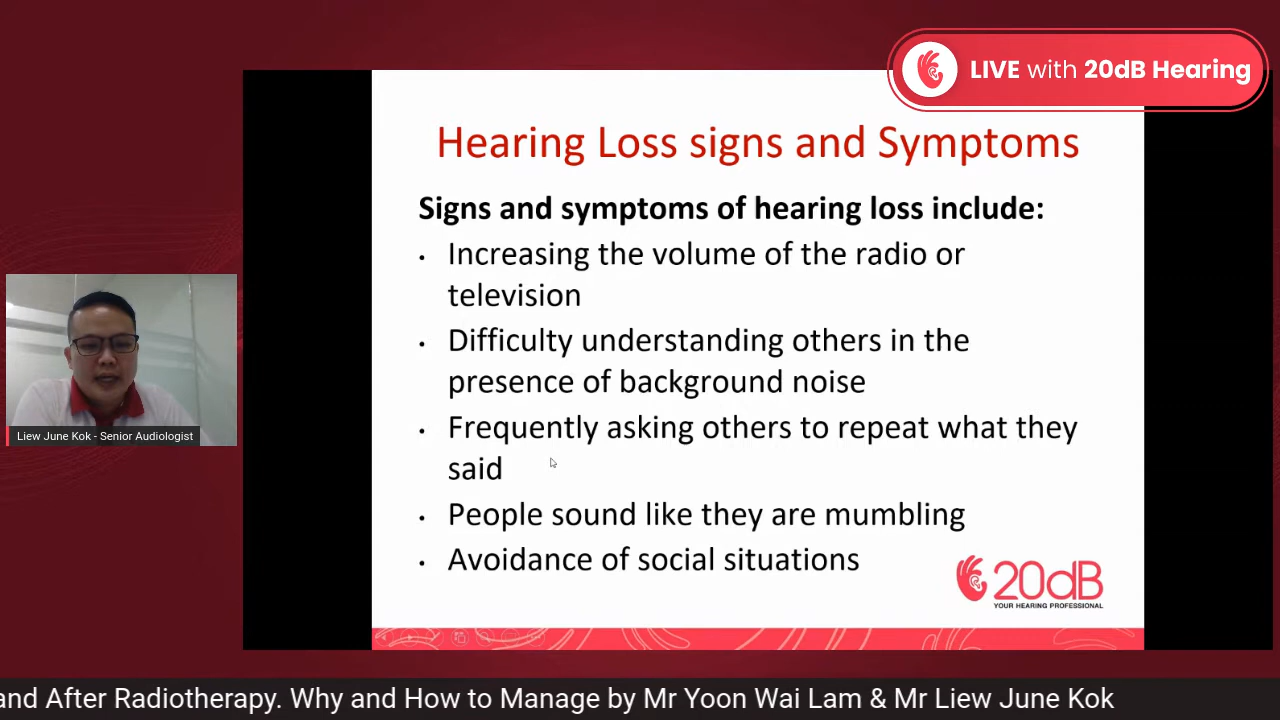 LIVE with 20dB Hearing
Hearing Loss signs and Symptoms
Signs and symptoms of hearing loss include:
• Increasing the volume of the radio or
television
• Difficulty understanding others in the
presence of background noise
• Frequently asking others to repeat what they
said
• People sound like they are mumbling
• Avoidance of social situations
20dB
YOUR HEARING PROFESSIONAL
Liew June Kok - Senior Audiologist
and After Radiotherapy. Why and How to Manage by Mr Yoon Wai Lam & Mr Liew June Kok